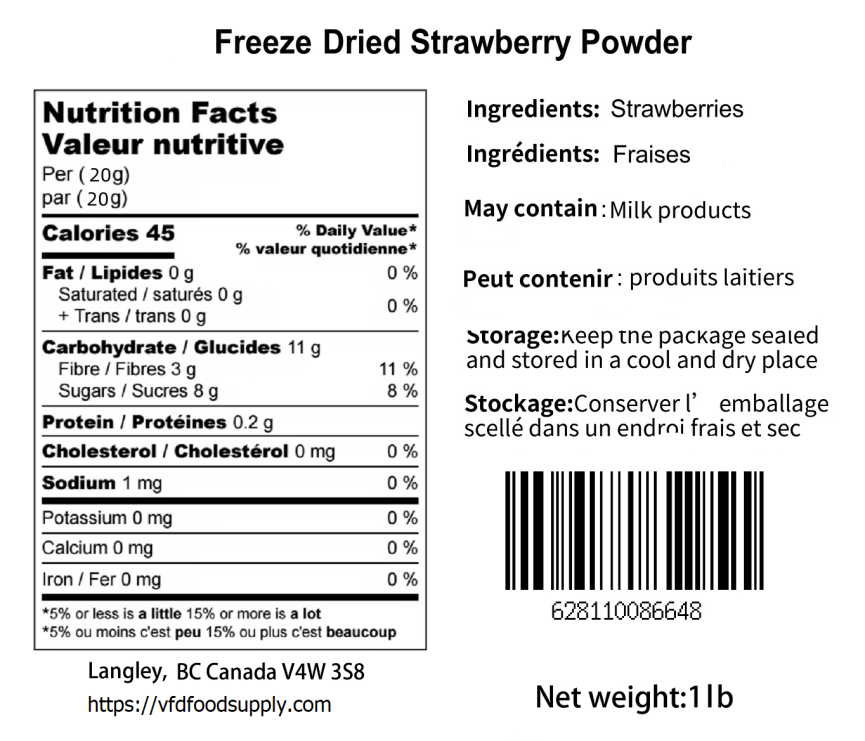 Freeze Dried Strawberry Powder
Nutrition Facts
Valeur nutritive
Per ( 20g)
par ( 20g)
Calories 45
% Daily Value*
% valeur quotidienne*
Fat / Lipides 0 g 0 %
Saturated / saturés 0 g
+ Trans / trans 0 g
0 %
Carbohydrate / Glucides 11 g
Fibre / Fibres 3 g 11 %
Sugars / Sucres 8 g 8 %
Protein / Protéines 0.2 g
Cholesterol / Cholestérol 0 mg 0 %
Sodium 1 mg 0 %
Potassium 0 mg 0 %
Calcium 0 mg 0 %
Iron / Fer 0 mg 0 %
*5% or less is a little 15% or more is a lot
*5% ou moins c'est peu 15% ou plus c'est beaucoup
Langley, BC Canada V4W 3S8
https://vfdfoodsupply.com
Ingredients: Strawberries
Ingrédients: Fraises
May contain : Milk products
Peut contenir : produits laitiers
Storage:Keep the package sealed
and stored in a cool and dry place
Stockage:Conserver l’ emballage
scellé dans un endroi frais et sec
628110086648
Net weight:1lb